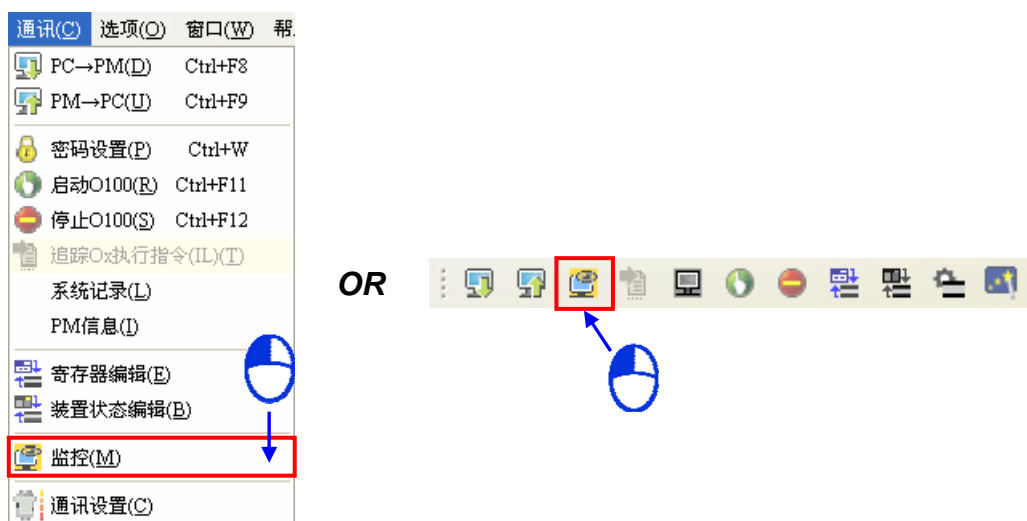 通讯(C) 选项(O) 窗口(W) 帮
PC→PM(D) Ctrl+F8
PM→PC(U) Ctrl+F9
密码设置(P) Ctrl+W
启动O100(R) Ctrl+F11
停止O100(S) Ctrl+F12
追踪Ox执行指令(IL)(T)
系统记录(L)
PM信息(I)
寄存器编辑(E)
装置状态编辑(B)
监控(M)
通讯设置(C)
OR